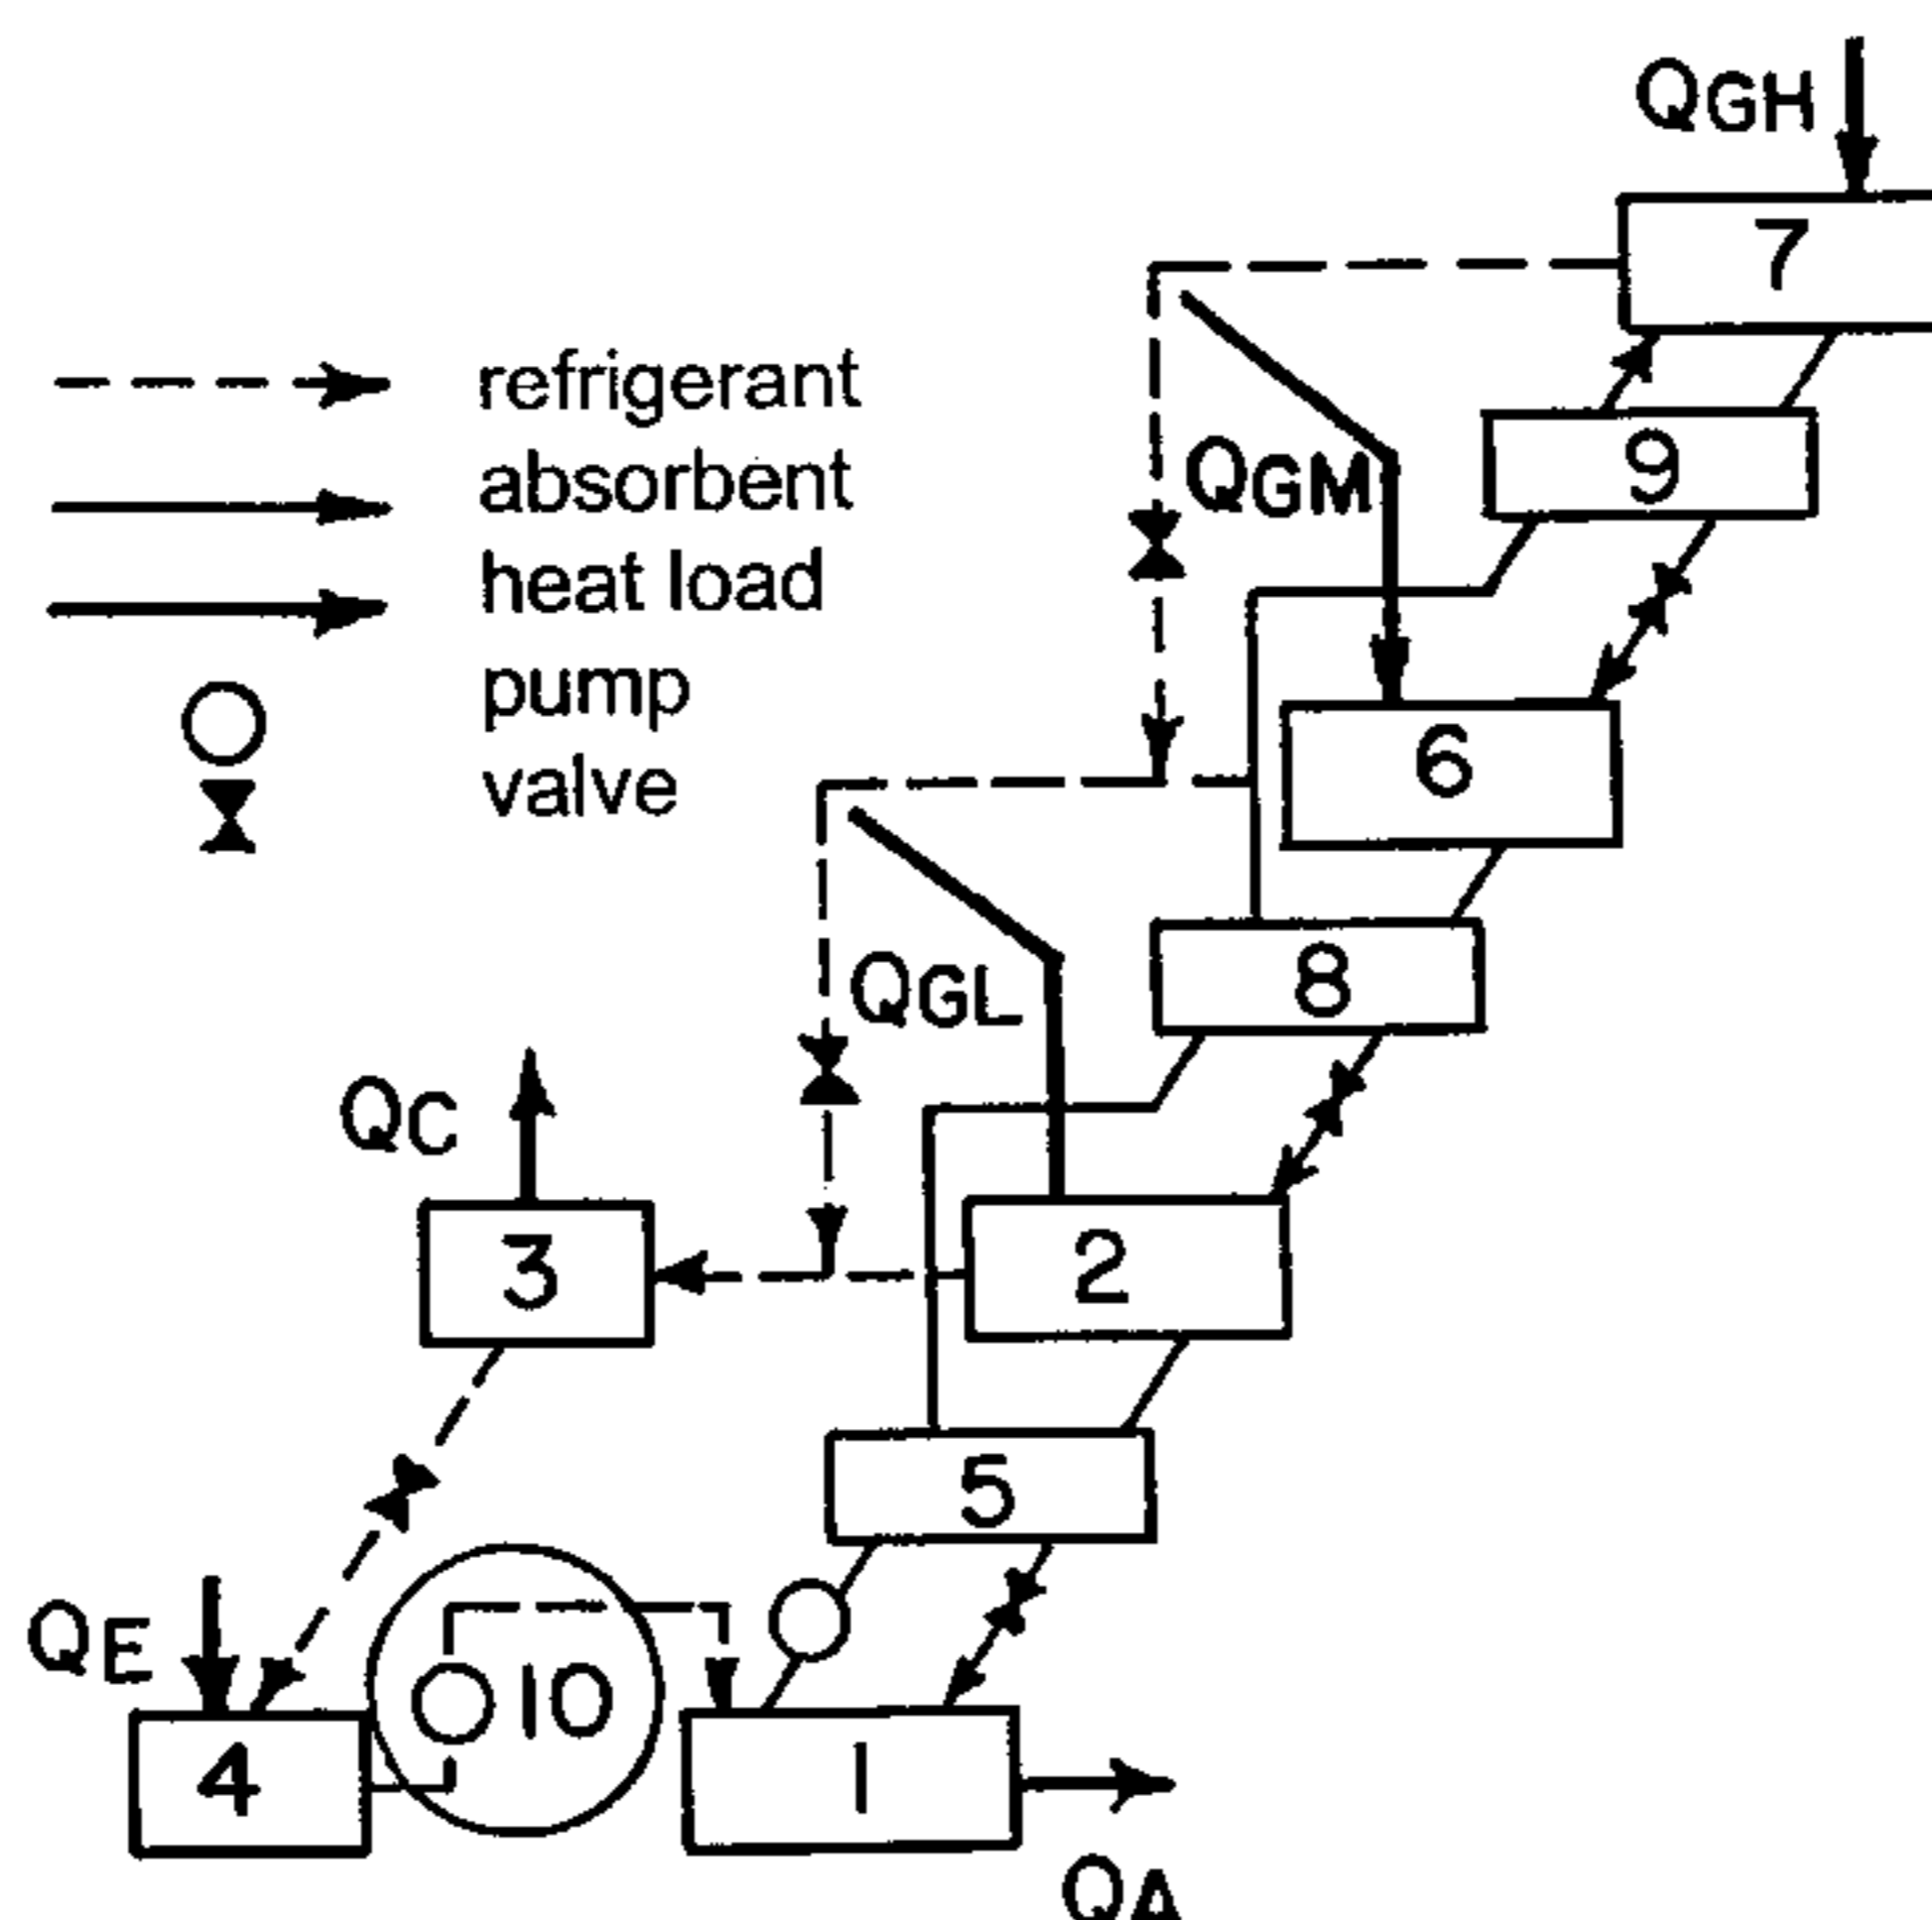 QGH
7
refrigerant
absorbent
heat load
pump
valve
QGM
9
6
QGL
8
QC
3
2
5
QE
10
4
1
QA